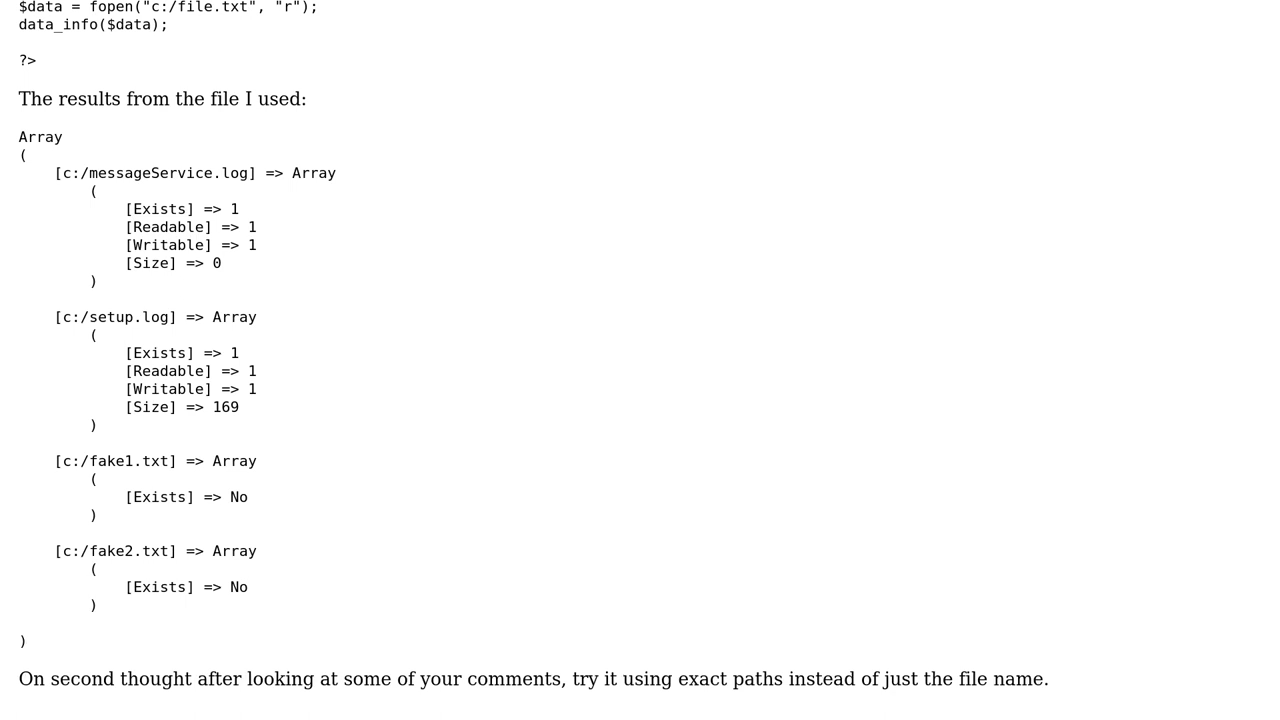 $data = fopen("c:/file.txt", "r");
data_info($data);

?>

The results from the file I used:

Array
(
    [c:/messageService.log] => Array
        (
            [Exists] => 1
            [Readable] => 1
            [Writable] => 1
            [Size] => 0
        )

    [c:/setup.log] => Array
        (
            [Exists] => 1
            [Readable] => 1
            [Writable] => 1
            [Size] => 169
        )

    [c:/fake1.txt] => Array
        (
            [Exists] => No
        )

    [c:/fake2.txt] => Array
        (
            [Exists] => No
        )

)

On second thought after looking at some of your comments, try it using exact paths instead of just the file name.